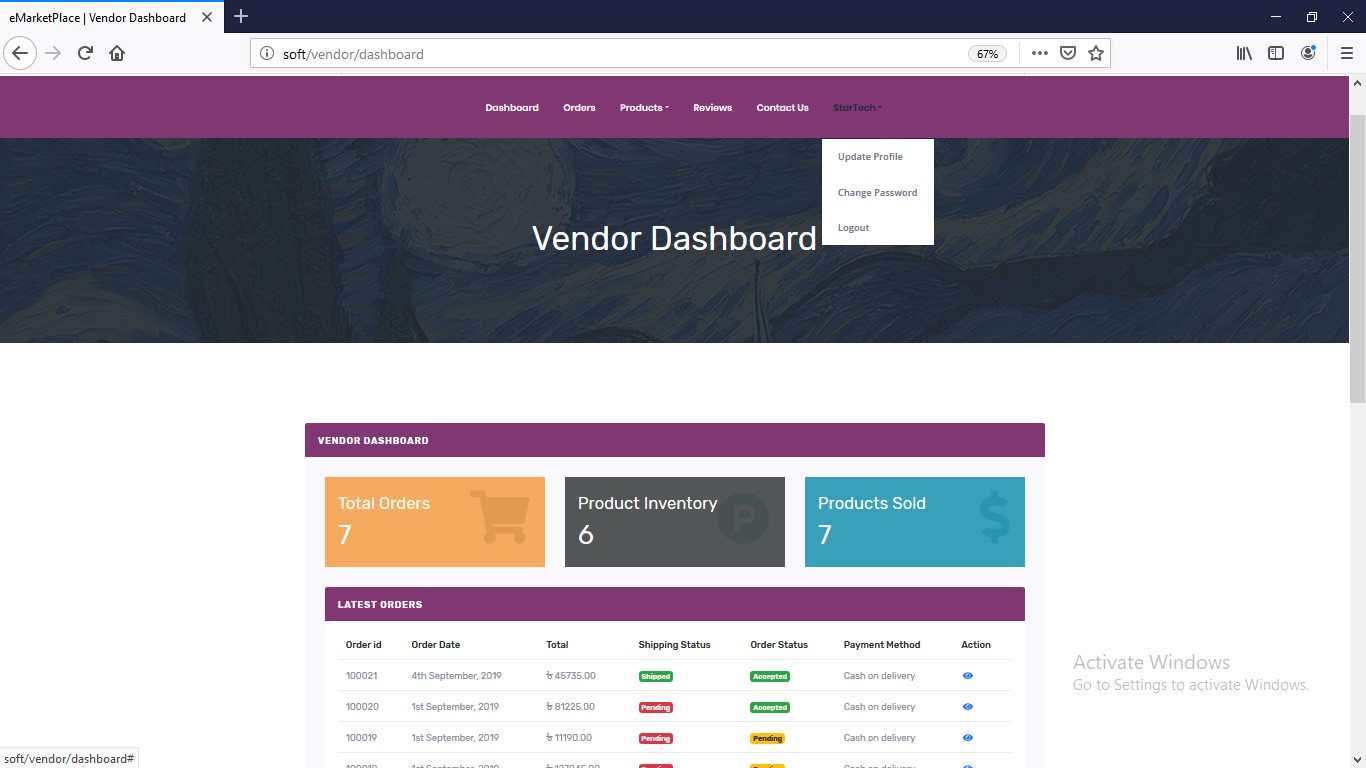 eMarketPlace | Vendor Dashboard
soft/vendor/dashboard 67%
Dashboard Orders Products Reviews Contact Us StarTech
Update Profile
Change Password
Logout
Vendor Dashboard
VENDOR DASHBOARD
Total Orders
7
Product Inventory
6
P
Products Sold
7
$
LATEST ORDERS
Order id Order Date Total Shipping Status Order Status Payment Method Action
100021 4th September, 2019 ৳ 45735.00 Shipped Accepted Cash on delivery
100020 1st September, 2019 ৳ 81225.00 Pending Accepted Cash on delivery
100019 1st September, 2019 ৳ 11190.00 Pending Pending Cash on delivery
Activate Windows
Go to Settings to activate Windows.
soft/vendor/dashboard#